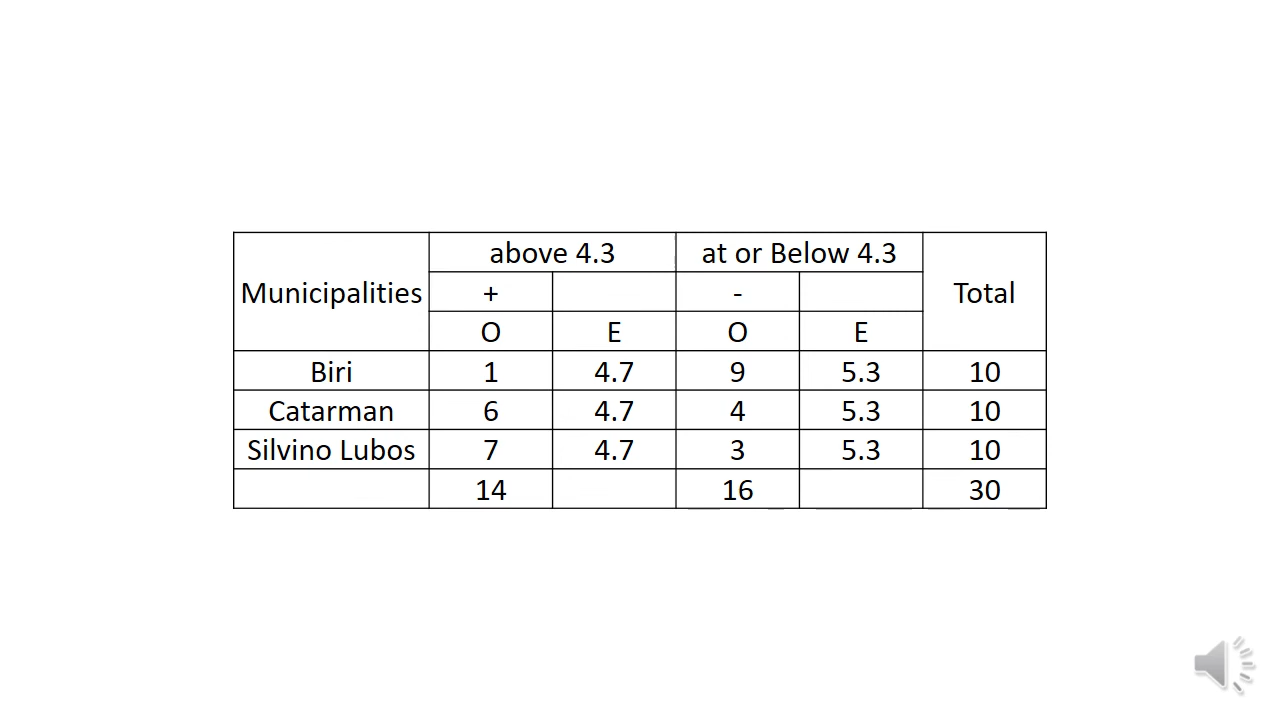 above 4.3 at or Below 4.3
Municipalities + - Total
O E O E
Biri 1 4.7 9 5.3 10
Catarman 6 4.7 4 5.3 10
Silvino Lubos 7 4.7 3 5.3 10
14 16 30